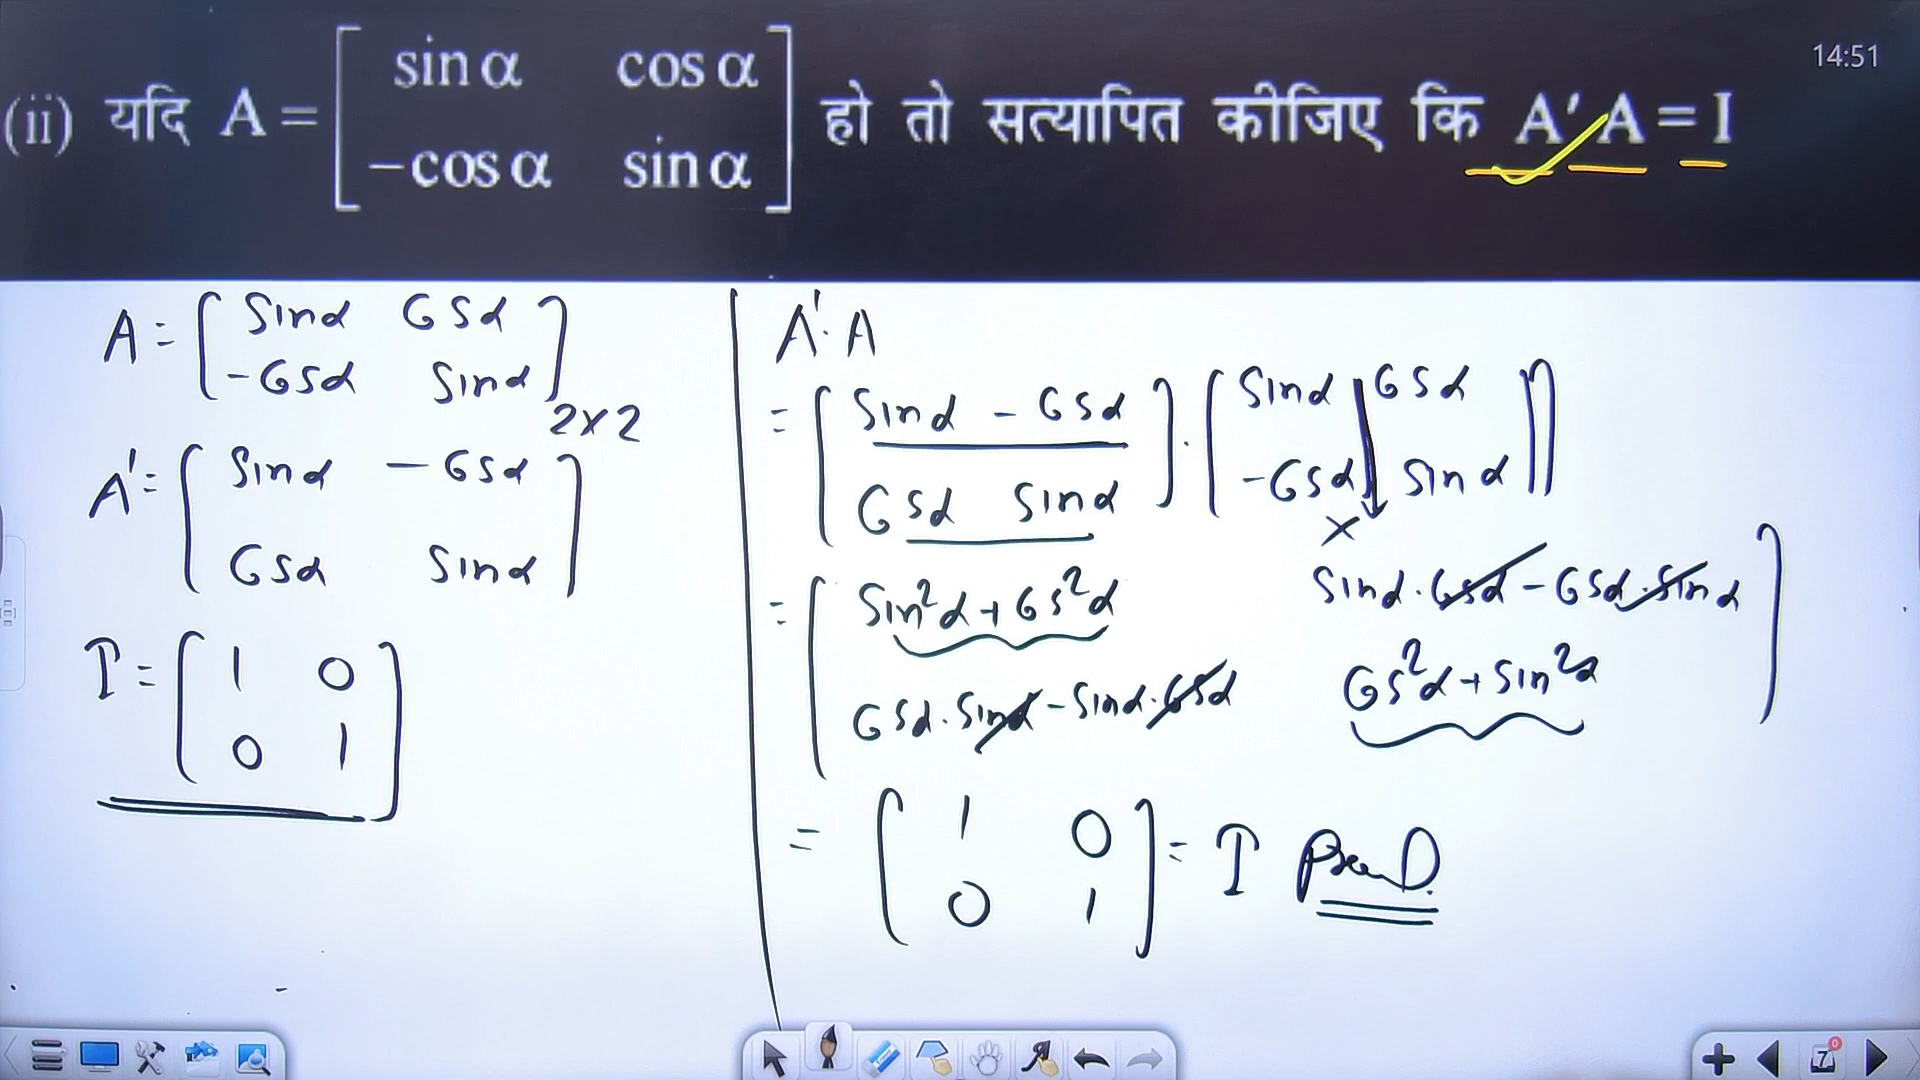 14:51
(ii) यदि A = [ sin α cos α
-cos α sin α ] हो तो सत्यापित कीजिए कि A′ A = I
A = [ Sinα Cosα
-Cosα Sinα ] 2×2
A' = [ Sinα - Cosα
Cosα Sinα ]
I = [ 1 0
0 1 ]
A'·A
= [ Sinα - Cosα
Cosα Sinα ] · [ Sinα Cosα
-Cosα Sinα ]
×
= [ Sin²α + Cos²α Sinα·Cosα - Cosα·Sinα
Cosα·Sinα - Sinα·Cosα Cos²α + Sin²α ]
= [ 1 0
0 1 ] = I
7
0